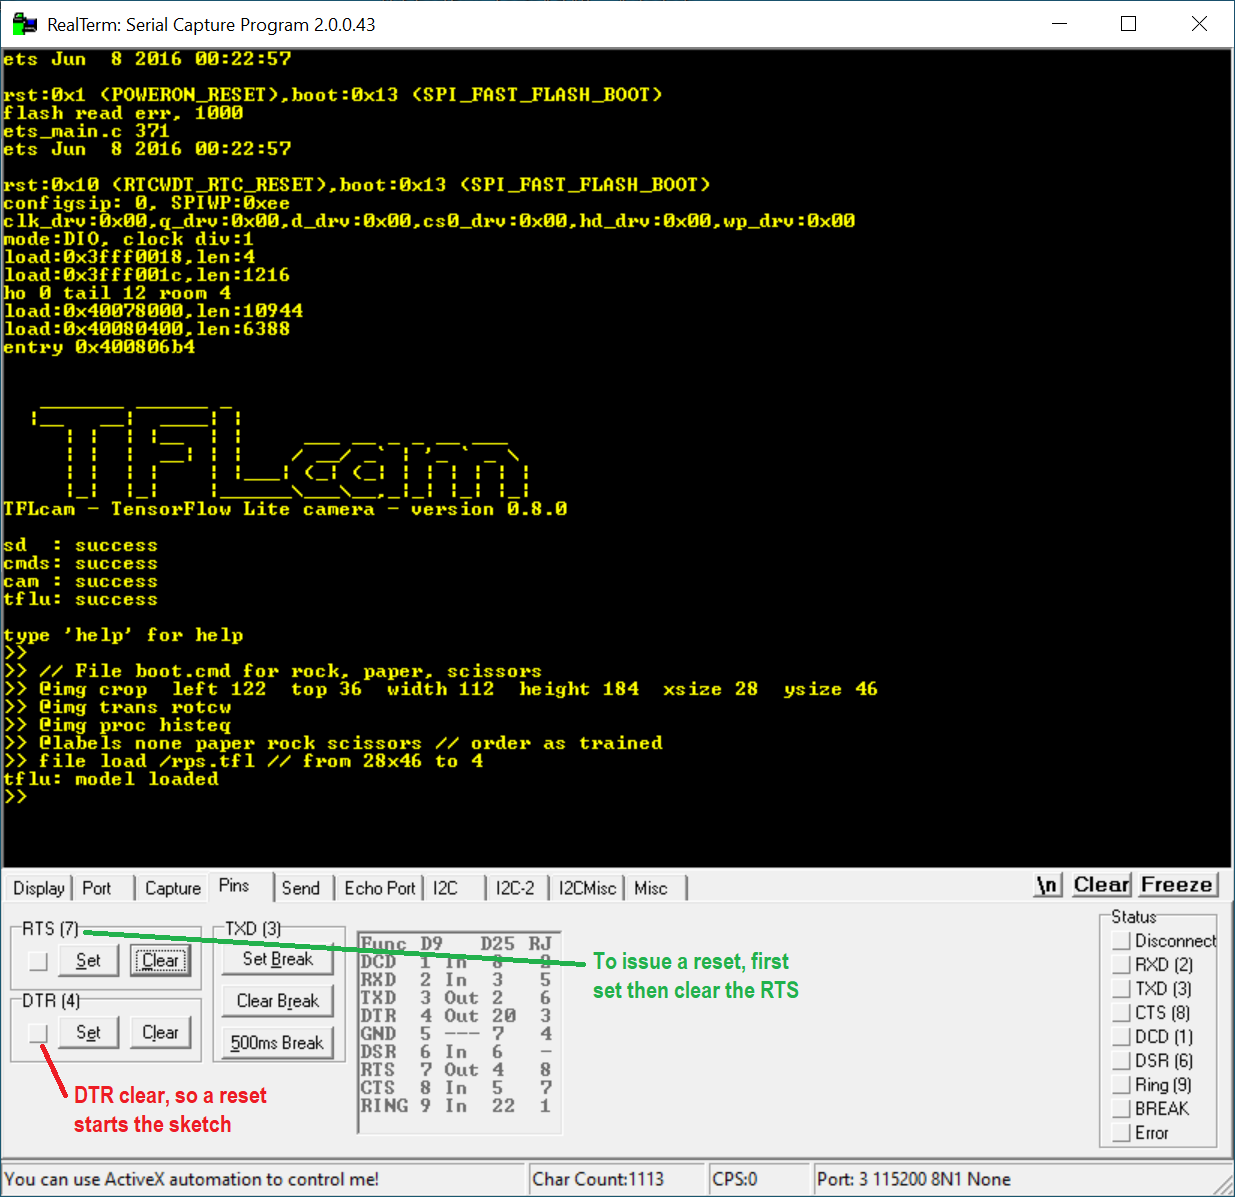 RealTerm: Serial Capture Program 2.0.0.43
ets Jun  8 2016 00:22:57
rst:0x1 (POWERON_RESET),boot:0x13 (SPI_FAST_FLASH_BOOT)
flash read err, 1000
ets_main.c 371
ets Jun  8 2016 00:22:57
rst:0x10 (RTCWDT_RTC_RESET),boot:0x13 (SPI_FAST_FLASH_BOOT)
configsip: 0, SPIWP:0xee
clk_drv:0x00,q_drv:0x00,d_drv:0x00,cs0_drv:0x00,hd_drv:0x00,wp_drv:0x00
mode:DIO, clock div:1
load:0x3fff0018,len:4
load:0x3fff001c,len:1216
ho 0 tail 12 room 4
load:0x40078000,len:10944
load:0x40080400,len:6388
entry 0x400806b4
TFLcam
TFLcam - TensorFlow Lite camera - version 0.8.0
sd  : success
cmds: success
cam : success
tflu: success
type 'help' for help
>>
>> // File boot.cmd for rock, paper, scissors
>> @img crop  left 122  top 36  width 112  height 184  xsize 28  ysize 46
>> @img trans rotcw
>> @img proc histeq
>> @labels none paper rock scissors // order as trained
>> file load /rps.tfl // from 28x46 to 4
tflu: model loaded
>>
Display Port Capture Pins Send Echo Port I2C I2C-2 I2CMisc Misc \n Clear Freeze
RTS (7)
Set Clear
DTR (4)
Set Clear
TXD (3)
Set Break
Clear Break
500ms Break
Func D9 D25 RJ
DCD 1 In 8 2
RXD 2 In 3 5
TXD 3 Out 2 6
DTR 4 Out 20 3
GND 5 --- 7 4
DSR 6 In 6 -
RTS 7 Out 4 8
CTS 8 In 5 7
RING 9 In 22 1
To issue a reset, first
set then clear the RTS
DTR clear, so a reset
starts the sketch
Status
Disconnect
RXD (2)
TXD (3)
CTS (8)
DCD (1)
DSR (6)
Ring (9)
BREAK
Error
You can use ActiveX automation to control me! Char Count:1113 CPS:0 Port: 3 115200 8N1 None